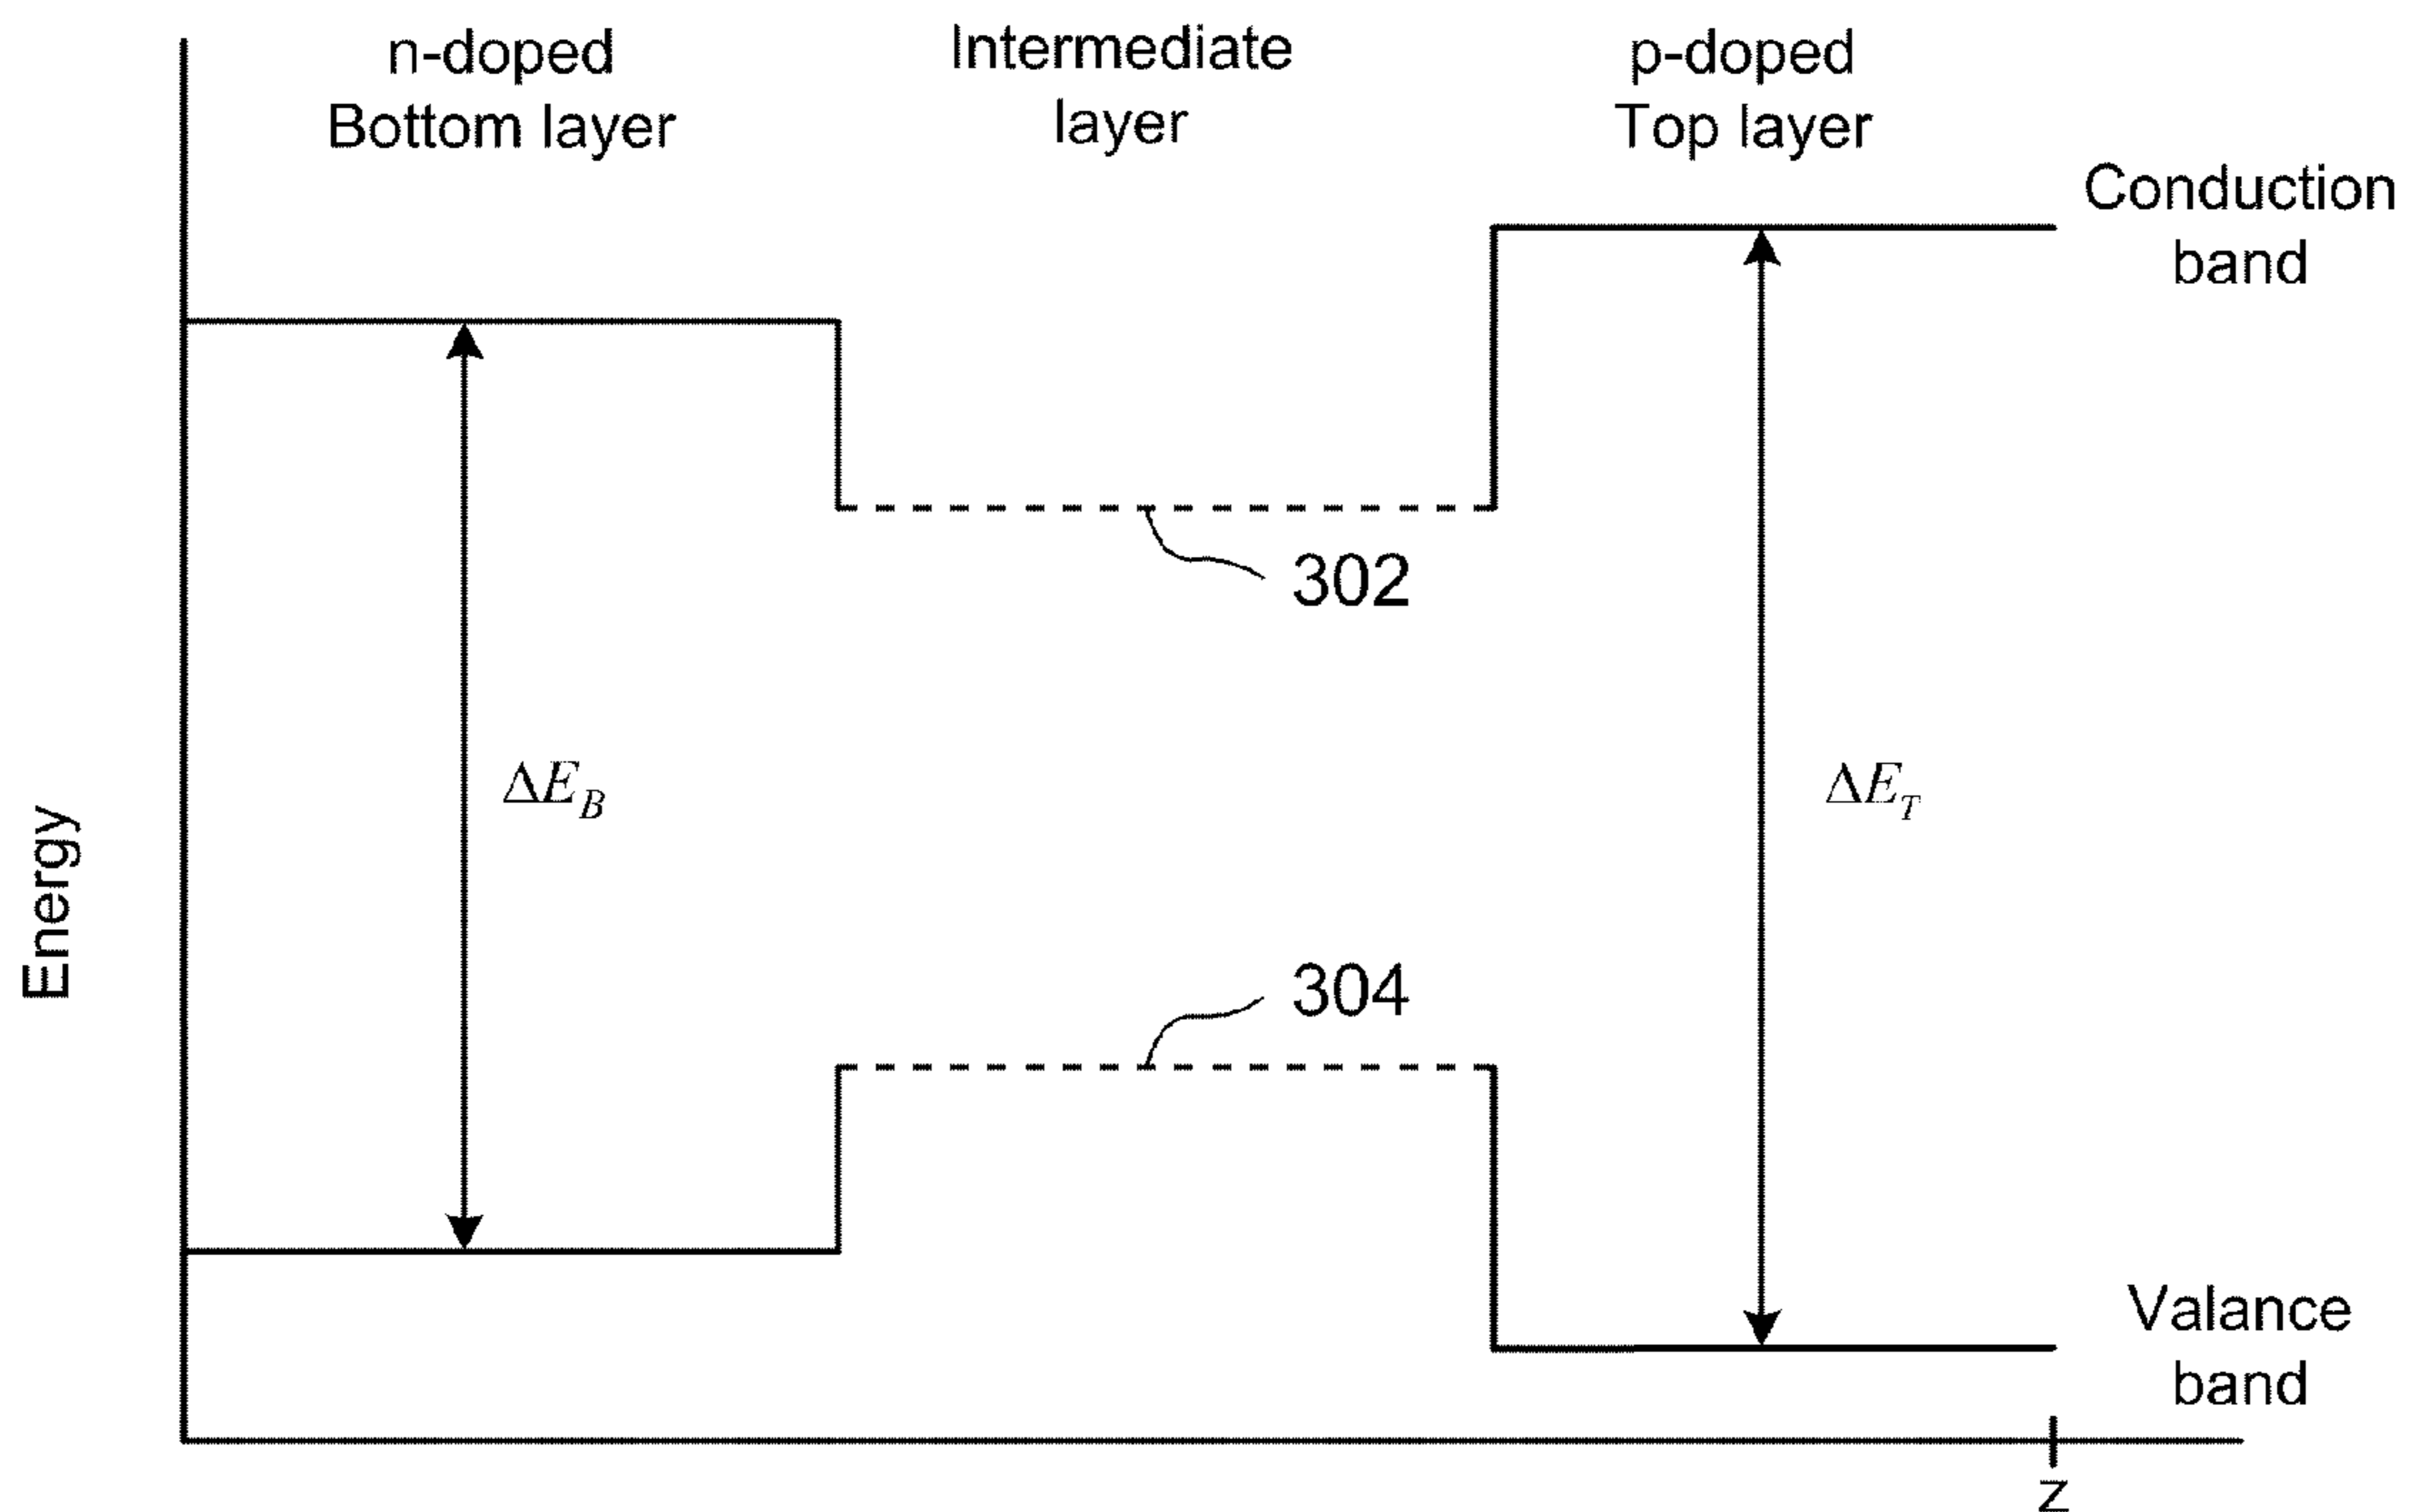 n-doped
Bottom layer
Intermediate
layer
p-doped
Top layer
Conduction
band
302
ΔE_B
ΔE_T
Energy
304
Valance
band
z